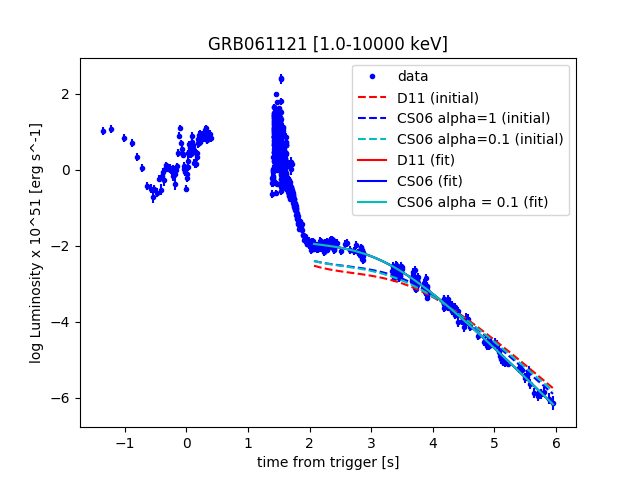 GRB061121 [1.0-10000 keV]
data
D11 (initial)
CS06 alpha=1 (initial)
CS06 alpha=0.1 (initial)
D11 (fit)
CS06 (fit)
CS06 alpha = 0.1 (fit)
log Luminosity x 10^51 [erg s^-1]
2
0
−2
−4
−6
−1 0 1 2 3 4 5 6
time from trigger [s]